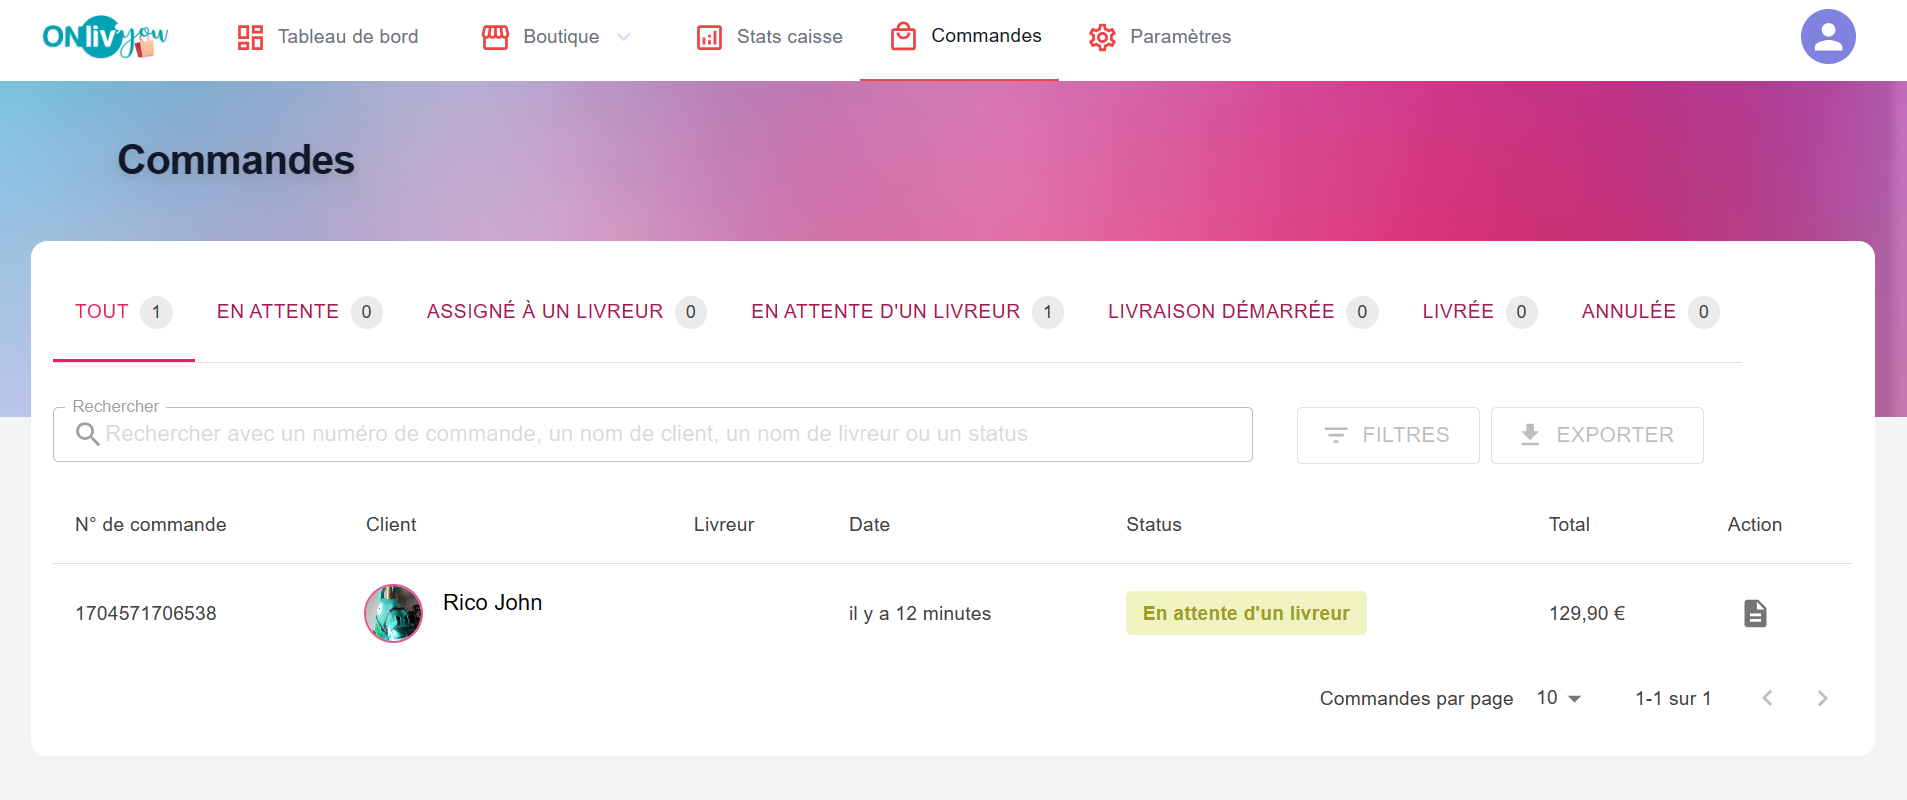 ONlivyou
Tableau de bord
Boutique
Stats caisse
Commandes
Paramètres
Commandes
TOUT 1
EN ATTENTE 0
ASSIGNÉ À UN LIVREUR 0
EN ATTENTE D'UN LIVREUR 1
LIVRAISON DÉMARRÉE 0
LIVRÉE 0
ANNULÉE 0
Rechercher
Rechercher avec un numéro de commande, un nom de client, un nom de livreur ou un status
FILTRES
EXPORTER
N° de commande Client Livreur Date Status Total Action
1704571706538 Rico John il y a 12 minutes En attente d'un livreur 129,90 €
Commandes par page 10 1-1 sur 1